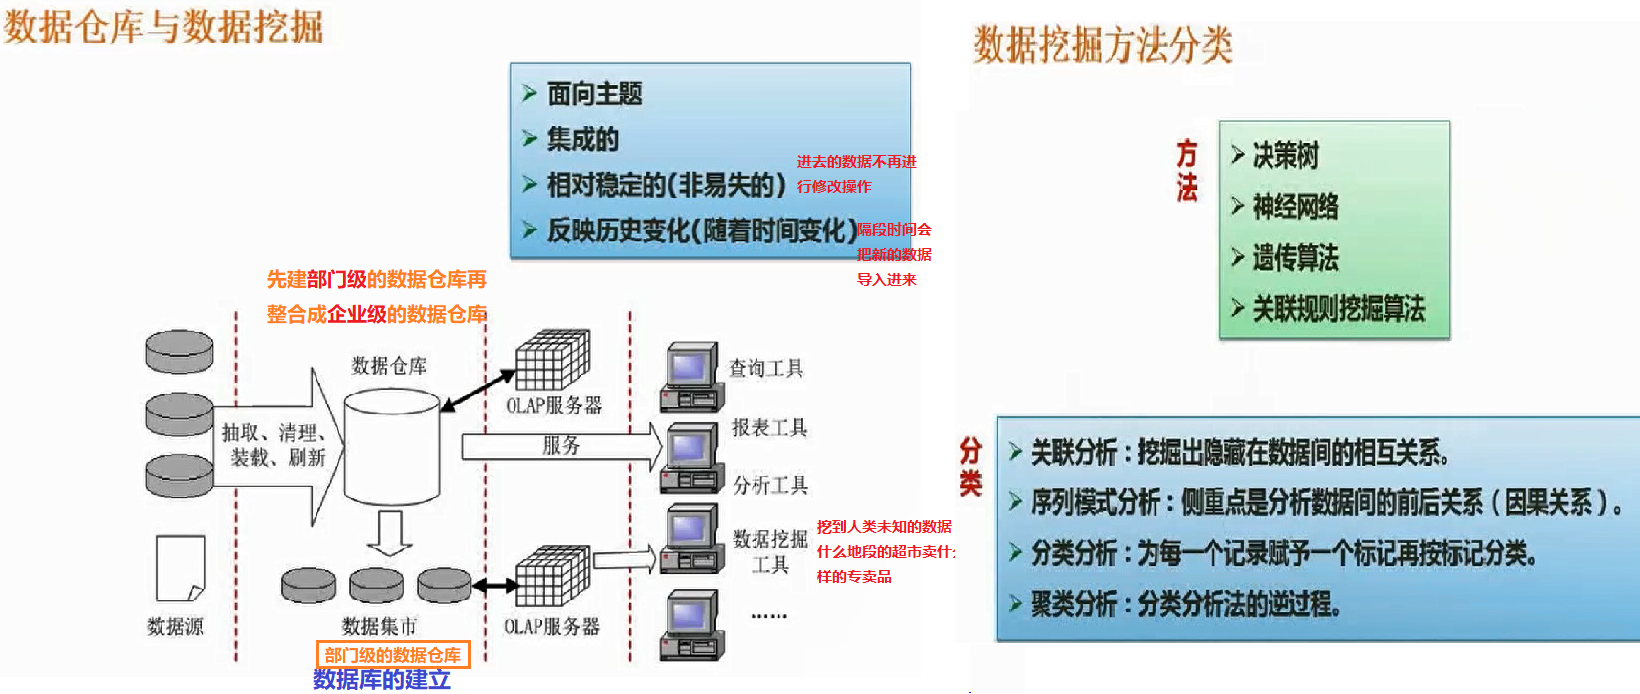 数据仓库与数据挖掘
面向主题
集成的
相对稳定的(非易失的)
进去的数据不再进
行修改操作
反映历史变化(随着时间变化)
隔段时间会
把新的数据
导入进来
先建部门级的数据仓库再
整合成企业级的数据仓库
数据仓库
抽取、清理、
装载、刷新
OLAP服务器
服务
查询工具
报表工具
分析工具
数据挖掘
工具
……
挖到人类未知的数据
什么地段的超市卖什:
样的专卖品
数据源
数据集市
OLAP服务器
部门级的数据仓库
数据库的建立
数据挖掘方法分类
方法
决策树
神经网络
遗传算法
关联规则挖掘算法
分类
关联分析：挖掘出隐藏在数据间的相互关系。
序列模式分析：侧重点是分析数据间的前后关系（因果关系）。
分类分析：为每一个记录赋予一个标记再按标记分类。
聚类分析：分类分析法的逆过程。